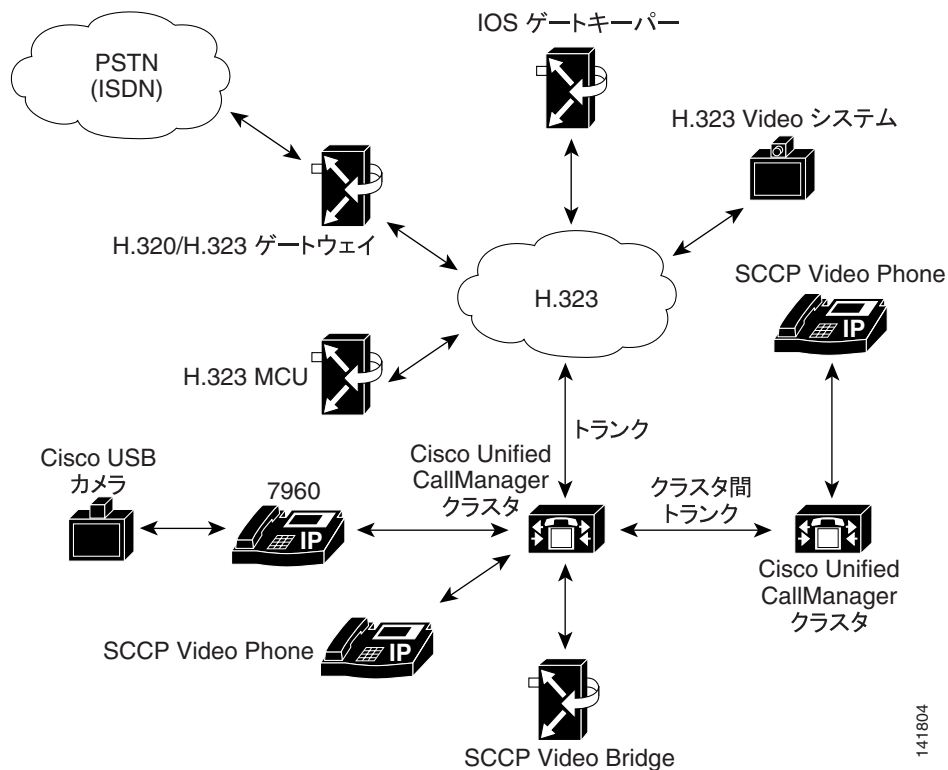 IOS ゲートキーパー
PSTN
(ISDN)
H.323 Video システム
H.320/H.323 ゲートウェイ
H.323
SCCP Video Phone
IP
H.323 MCU
トランク
Cisco Unified
CallManager
クラスタ
Cisco USB
カメラ
7960
IP
クラスタ間
トランク
Cisco Unified
CallManager
クラスタ
SCCP Video Phone
IP
SCCP Video Bridge
141804